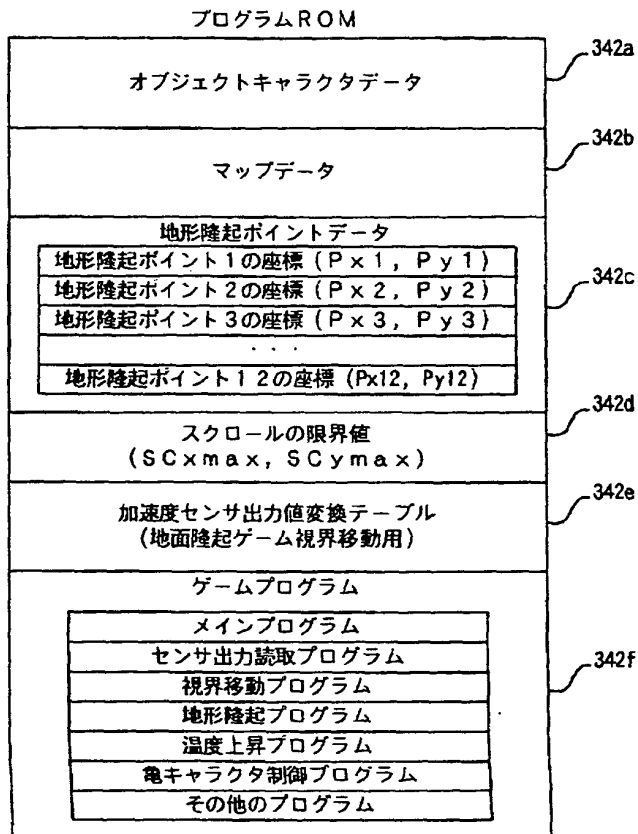 プログラムROM
342a
オブジェクトキャラクタデータ
342b
マップデータ
地形隆起ポイントデータ
地形隆起ポイント1の座標 (Px1, Py1)
地形隆起ポイント2の座標 (Px2, Py2)
342c
地形隆起ポイント3の座標 (Px3, Py3)
・・・
地形隆起ポイント12の座標 (Px12, Py12)
342d
スクロールの限界値
(SCxmax, SCymax)
342e
加速度センサ出力値変換テーブル
(地面隆起ゲーム視界移動用)
ゲームプログラム
メインプログラム
センサ出力読取プログラム
342f
視界移動プログラム
地形隆起プログラム
温度上昇プログラム
亀キャラクタ制御プログラム
その他のプログラム